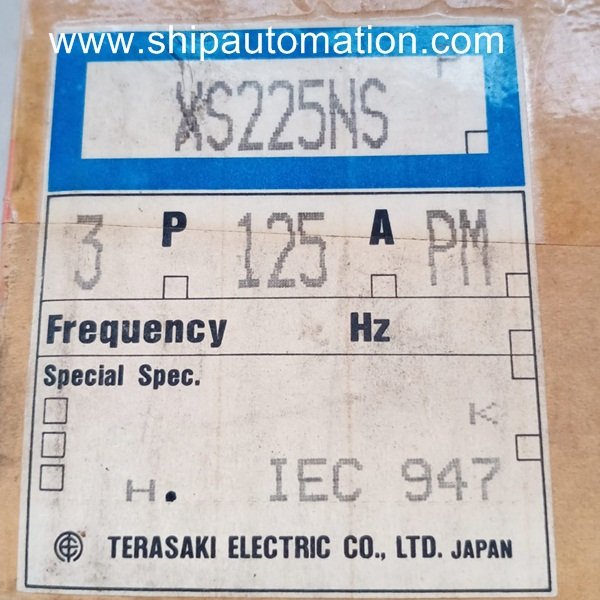 www.shipautomation.com
P
XS225NS
3 P 125 A PM
Frequency Hz
Special Spec.
K
H. IEC 947
TERASAKI ELECTRIC CO., LTD. JAPAN